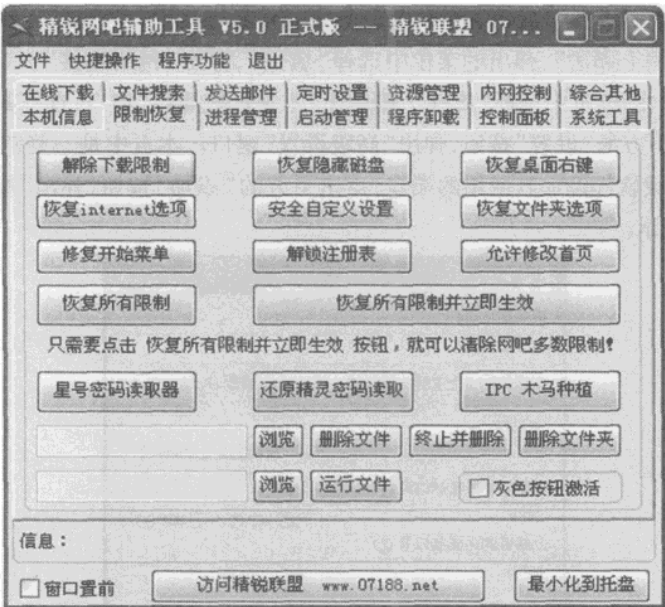 精锐网吧辅助工具 V5.0 正式版 -- 精锐联盟 07...
文件 快捷操作 程序功能 退出
在线下载 文件搜索 发送邮件 定时设置 资源管理 内网控制 综合其他
本机信息 限制恢复 进程管理 启动管理 程序卸载 控制面板 系统工具
解除下载限制 恢复隐藏磁盘 恢复桌面右键
恢复internet选项 安全自定义设置 恢复文件夹选项
修复开始菜单 解锁注册表 允许修改首页
恢复所有限制 恢复所有限制并立即生效
只需要点击 恢复所有限制并立即生效 按钮，就可以清除网吧多数限制！
星号密码读取器 还原精灵密码读取 IPC 木马种植
浏览 删除文件 终止并删除 删除文件夹
浏览 运行文件 灰色按钮激活
信息：
窗口置前 访问精锐联盟 www.07188.net 最小化到托盘